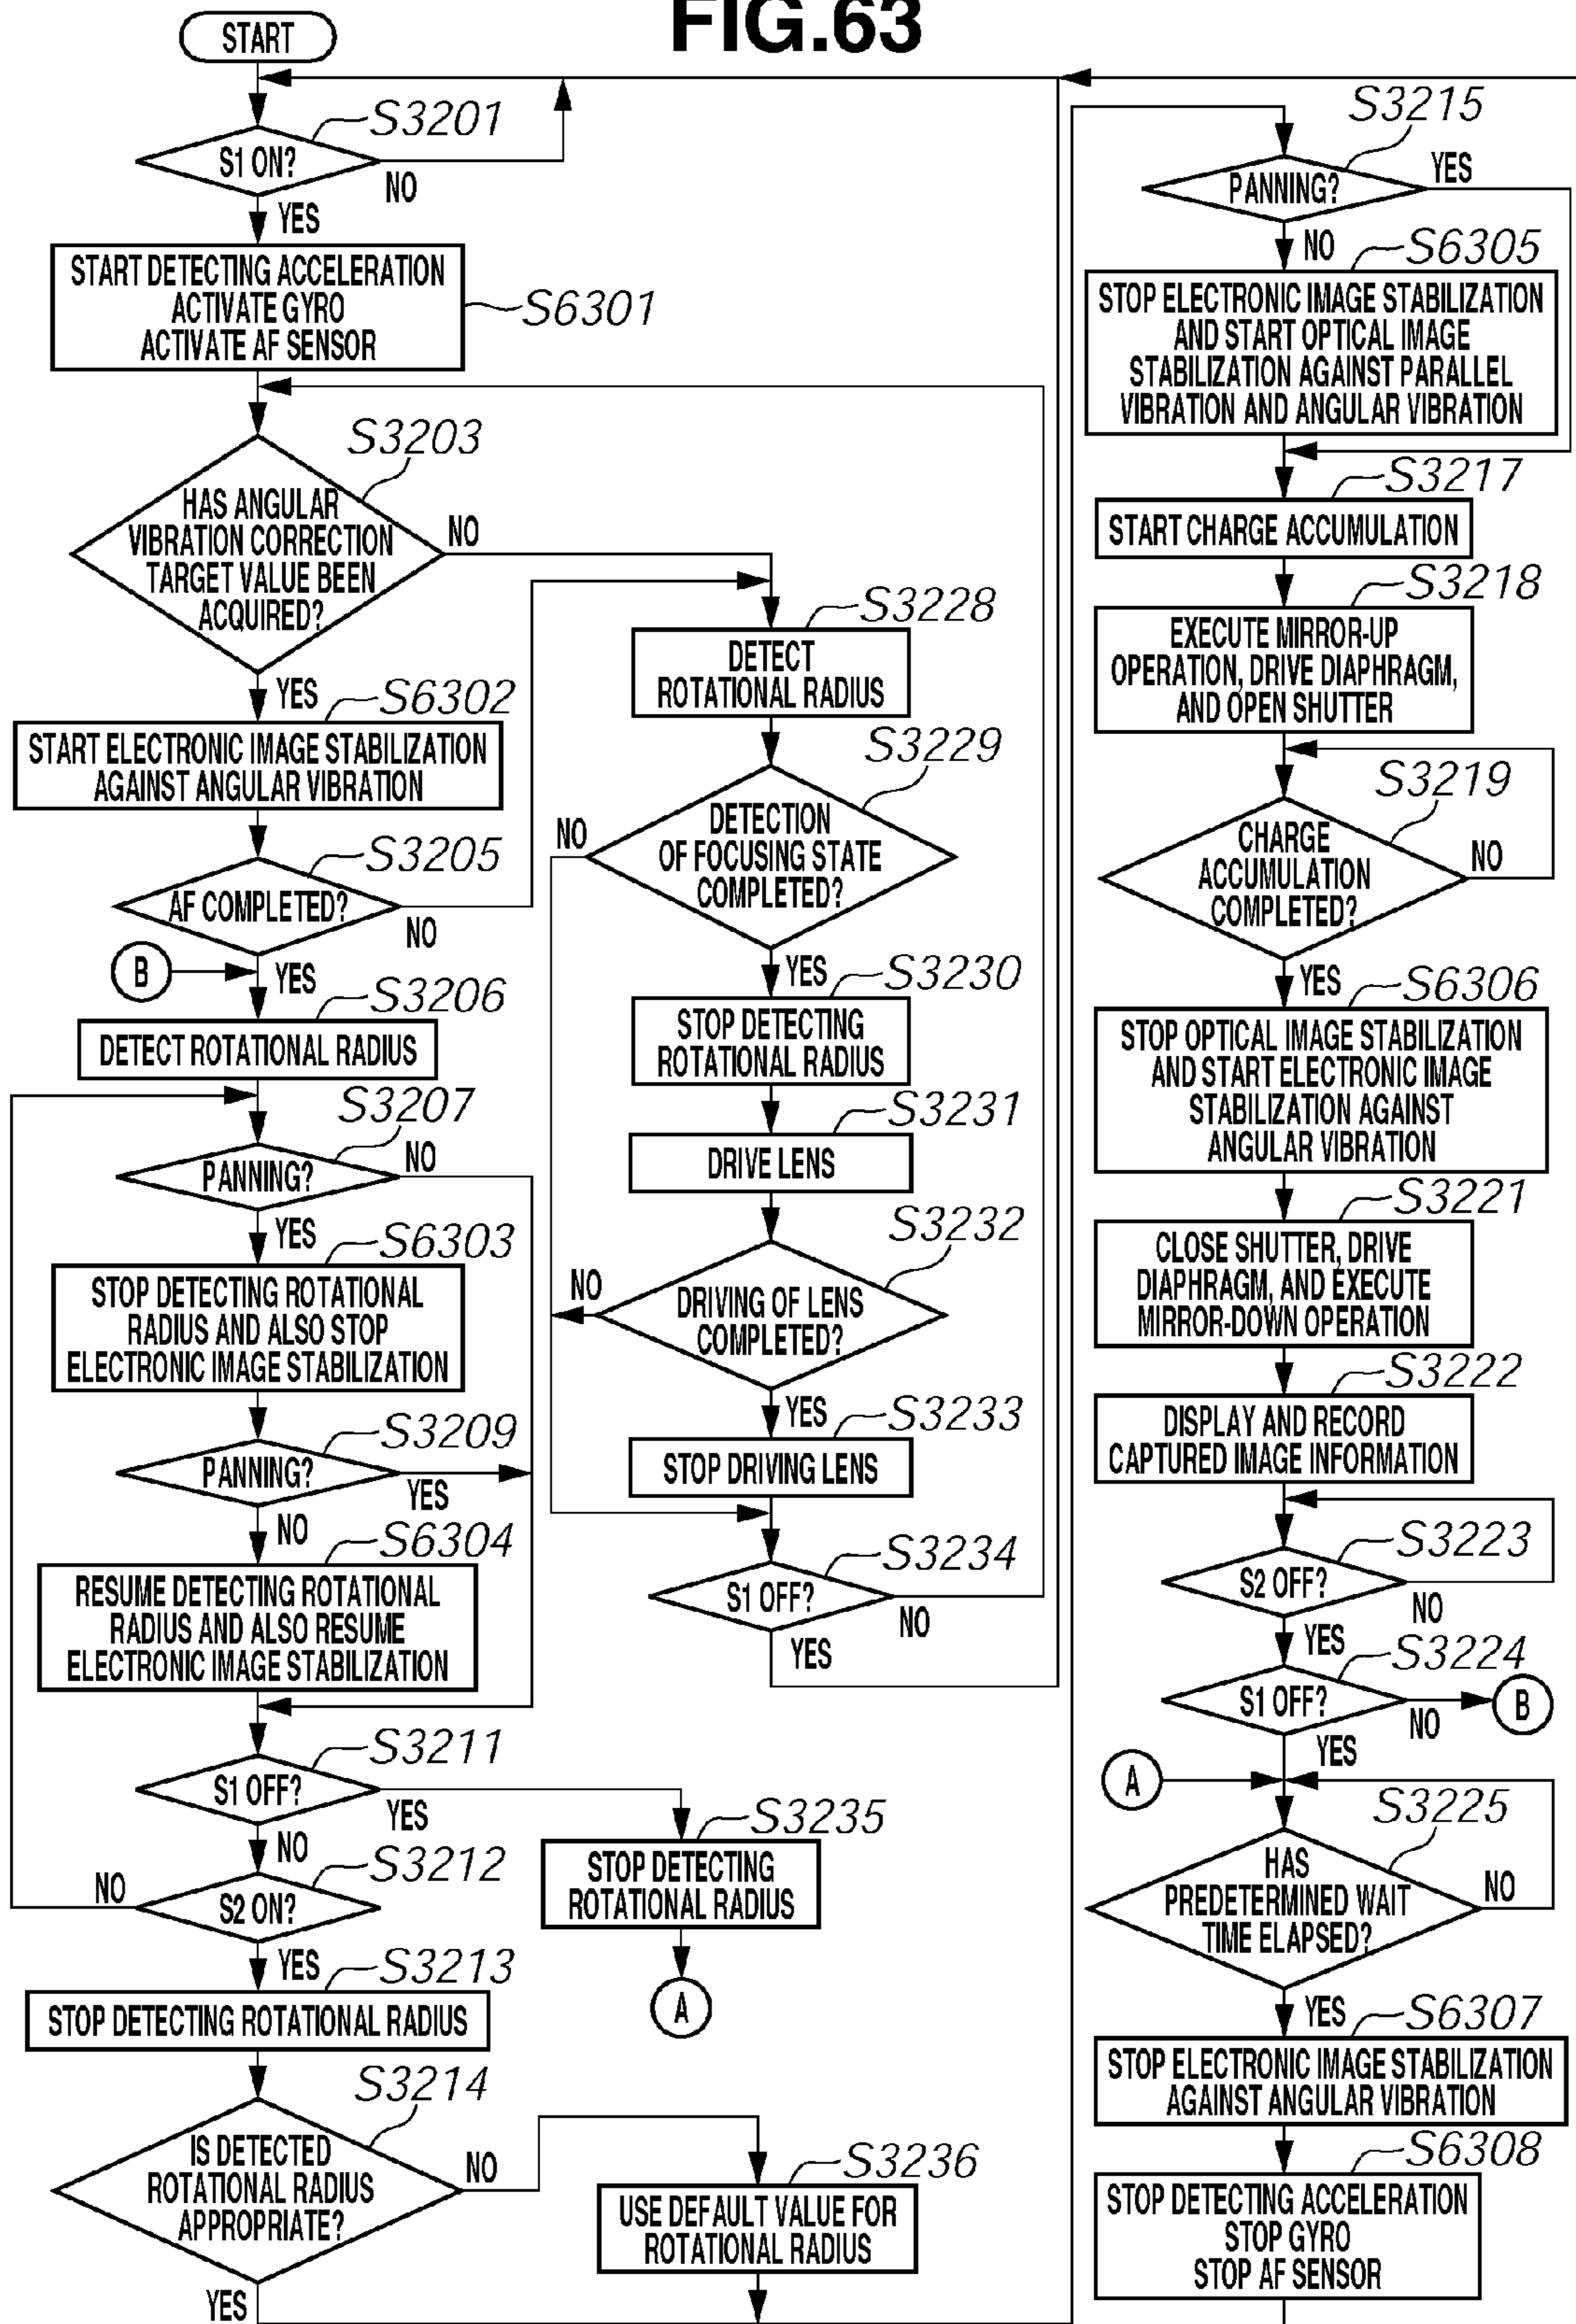 FIG.63
START
S3201
S1 ON?
NO
YES
START DETECTING ACCELERATION
ACTIVATE GYRO
ACTIVATE AF SENSOR
S6301
S3203
HAS ANGULAR
VIBRATION CORRECTION
TARGET VALUE BEEN
ACQUIRED?
NO
YES
S6302
START ELECTRONIC IMAGE STABILIZATION
AGAINST ANGULAR VIBRATION
S3205
AF COMPLETED?
NO
B
YES
S3206
DETECT ROTATIONAL RADIUS
S3207
PANNING?
NO
YES
S6303
STOP DETECTING ROTATIONAL
RADIUS AND ALSO STOP
ELECTRONIC IMAGE STABILIZATION
S3209
PANNING?
YES
NO
S6304
RESUME DETECTING ROTATIONAL
RADIUS AND ALSO RESUME
ELECTRONIC IMAGE STABILIZATION
S3211
S1 OFF?
YES
NO
S3212
NO
S2 ON?
YES
S3213
STOP DETECTING ROTATIONAL RADIUS
S3214
IS DETECTED
ROTATIONAL RADIUS
APPROPRIATE?
NO
YES
S3228
DETECT
ROTATIONAL RADIUS
S3229
NO
DETECTION
OF FOCUSING STATE
COMPLETED?
YES
S3230
STOP DETECTING
ROTATIONAL RADIUS
S3231
DRIVE LENS
S3232
NO
DRIVING OF LENS
COMPLETED?
YES
S3233
STOP DRIVING LENS
S3234
S1 OFF?
NO
YES
S3235
STOP DETECTING
ROTATIONAL RADIUS
A
S3236
USE DEFAULT VALUE FOR
ROTATIONAL RADIUS
S3215
PANNING?
YES
NO
S6305
STOP ELECTRONIC IMAGE STABILIZATION
AND START OPTICAL IMAGE
STABILIZATION AGAINST PARALLEL
VIBRATION AND ANGULAR VIBRATION
S3217
START CHARGE ACCUMULATION
S3218
EXECUTE MIRROR-UP
OPERATION, DRIVE DIAPHRAGM,
AND OPEN SHUTTER
S3219
CHARGE
ACCUMULATION
COMPLETED?
NO
YES
S6306
STOP OPTICAL IMAGE STABILIZATION
AND START ELECTRONIC IMAGE
STABILIZATION AGAINST
ANGULAR VIBRATION
S3221
CLOSE SHUTTER, DRIVE
DIAPHRAGM, AND EXECUTE
MIRROR-DOWN OPERATION
S3222
DISPLAY AND RECORD
CAPTURED IMAGE INFORMATION
S3223
S2 OFF?
NO
YES
S3224
S1 OFF?
NO
B
YES
A
S3225
HAS
PREDETERMINED WAIT
TIME ELAPSED?
NO
YES
S6307
STOP ELECTRONIC IMAGE STABILIZATION
AGAINST ANGULAR VIBRATION
S6308
STOP DETECTING ACCELERATION
STOP GYRO
STOP AF SENSOR